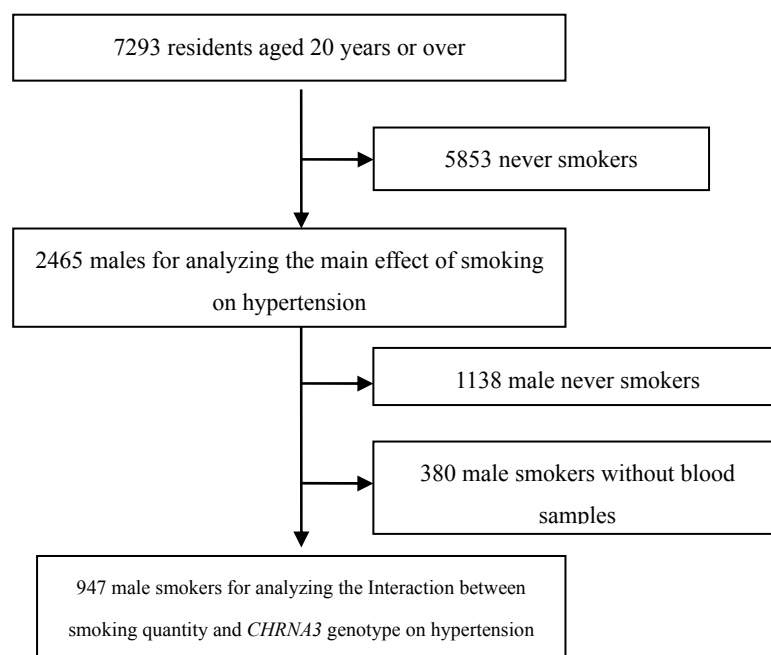 7293 residents aged 20 years or over
5853 never smokers
2465 males for analyzing the main effect of smoking
on hypertension
1138 male never smokers
380 male smokers without blood
samples
947 male smokers for analyzing the Interaction between
smoking quantity and CHRNA3 genotype on hypertension